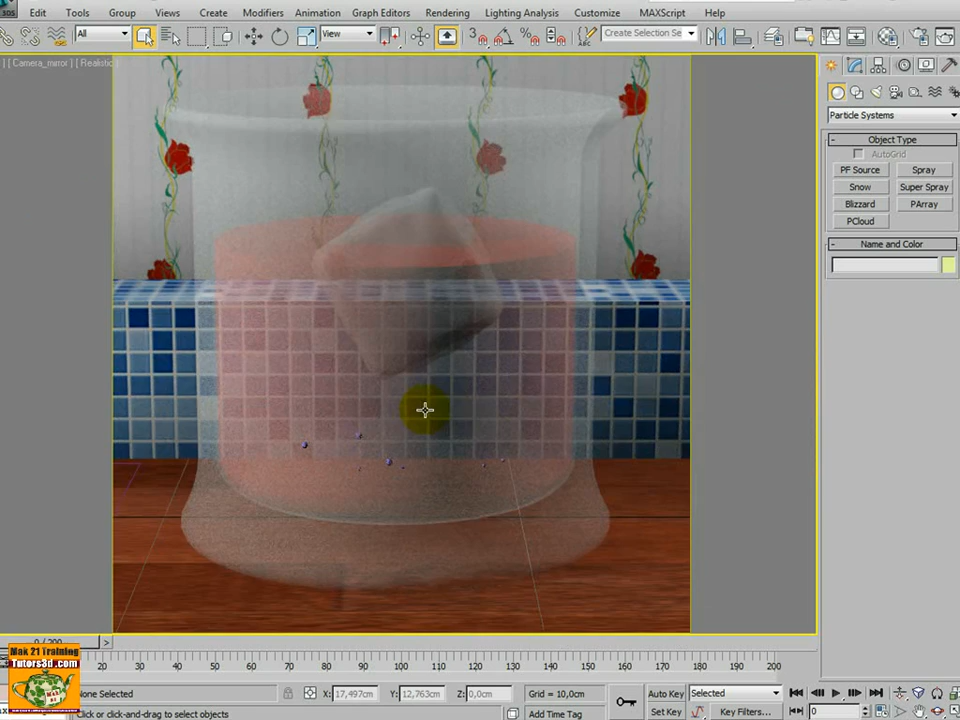 Edit Tools Group Views Create Modifiers Animation Graph Editors Rendering Lighting Analysis Customize MAXScript Help
All View 3 Create Selection Se
[ Camera_mirror ] [ Realistic
Particle Systems
- Object Type
AutoGrid
PF Source Spray
Snow Super Spray
Blizzard PArray
PCloud
- Name and Color
0 / 200 >
20 30 40 50 60 70 80 90 100 110 120 130 140 150 160 170 180 190 200
Mak 21 Training
Tutors3d.com
None Selected X: 17,497cm Y: 12,763cm Z: 0,0cm Grid = 10,0cm Auto Key Selected
Click or click-and-drag to select objects Add Time Tag Set Key Key Filters... 0